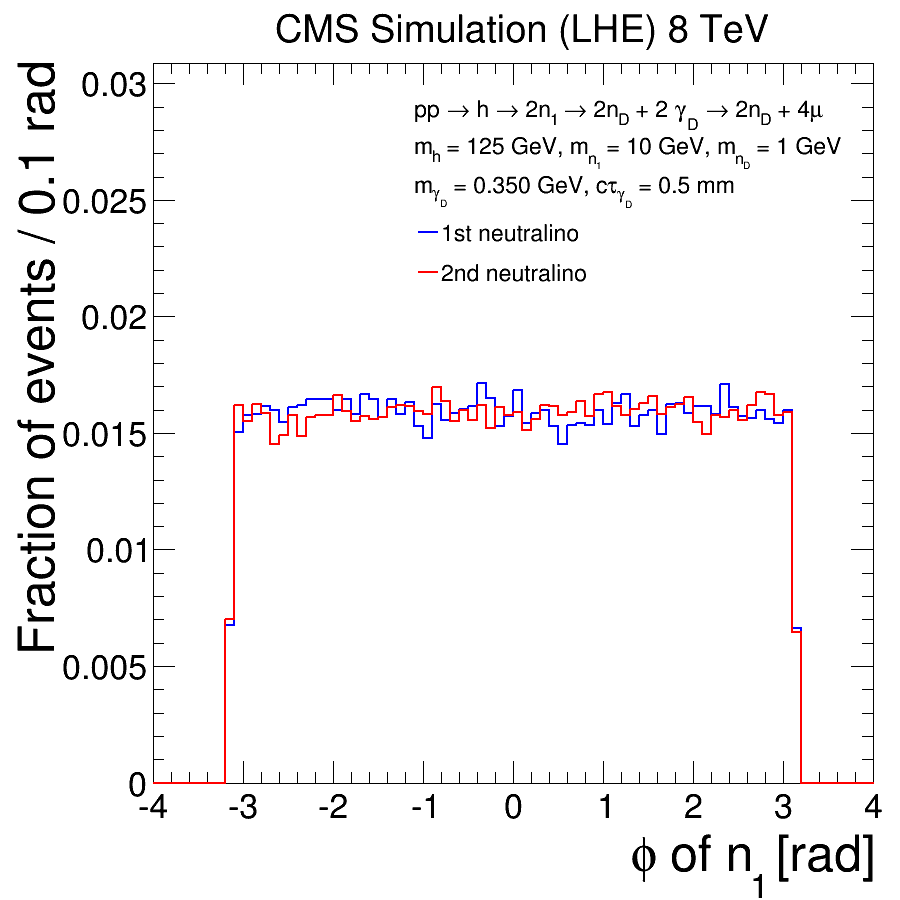 CMS Simulation (LHE) 8 TeV
Fraction of events / 0.1 rad
0.03
0.025
0.02
0.015
0.01
0.005
0
pp → h → 2n1 → 2nD + 2 γD → 2nD + 4μ
mh = 125 GeV, mn1 = 10 GeV, mnD = 1 GeV
mγD = 0.350 GeV, cτγD = 0.5 mm
1st neutralino
2nd neutralino
-4 -3 -2 -1 0 1 2 3 4
ϕ of n1 [rad]